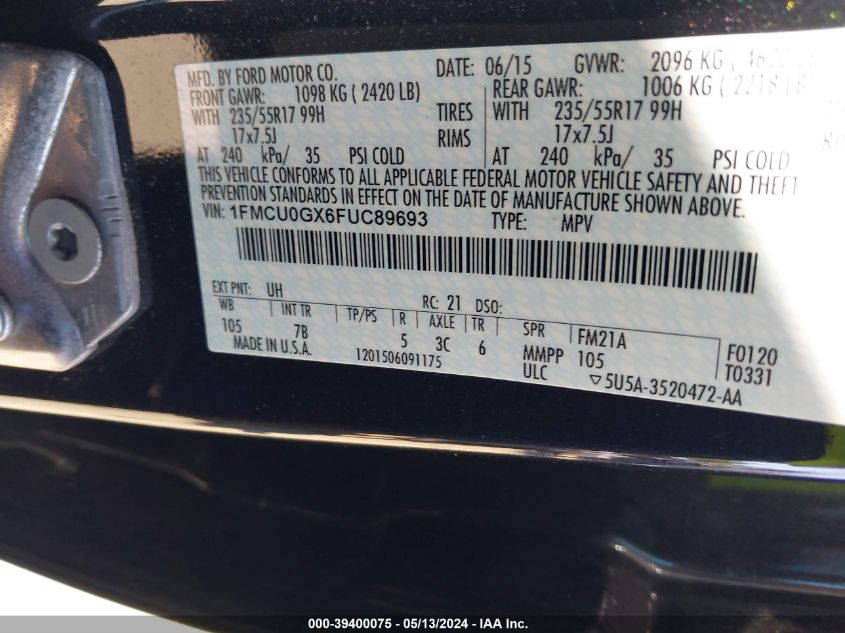 MFD. BY FORD MOTOR CO. DATE: 06/15 GVWR: 2096 KG
FRONT GAWR: 1098 KG (2420 LB) REAR GAWR: 1006 KG ( 2218 LB
WITH 235/55R17 99H TIRES WITH 235/55R17 99H
17x7.5J RIMS 17x7.5J
AT 240 kPa/ 35 PSI COLD AT 240 kPa/ 35 PSI COLD
THIS VEHICLE CONFORMS TO ALL APPLICABLE FEDERAL MOTOR VEHICLE SAFETY AND THEFT
PREVENTION STANDARDS IN EFFECT ON THE DATE OF MANUFACTURE SHOWN ABOVE.
VIN: 1FMCU0GX6FUC89693 TYPE: MPV
EXT PNT: UH RC: 21 DSO:
WB INT TR TP/PS R AXLE TR SPR FM21A
105 7B 5 3C 6 MMPP 105 F0120
MADE IN U.S.A. 1201506091175 ULC T0331
▽5U5A-3520472-AA
000-39400075 - 05/13/2024 - IAA Inc.